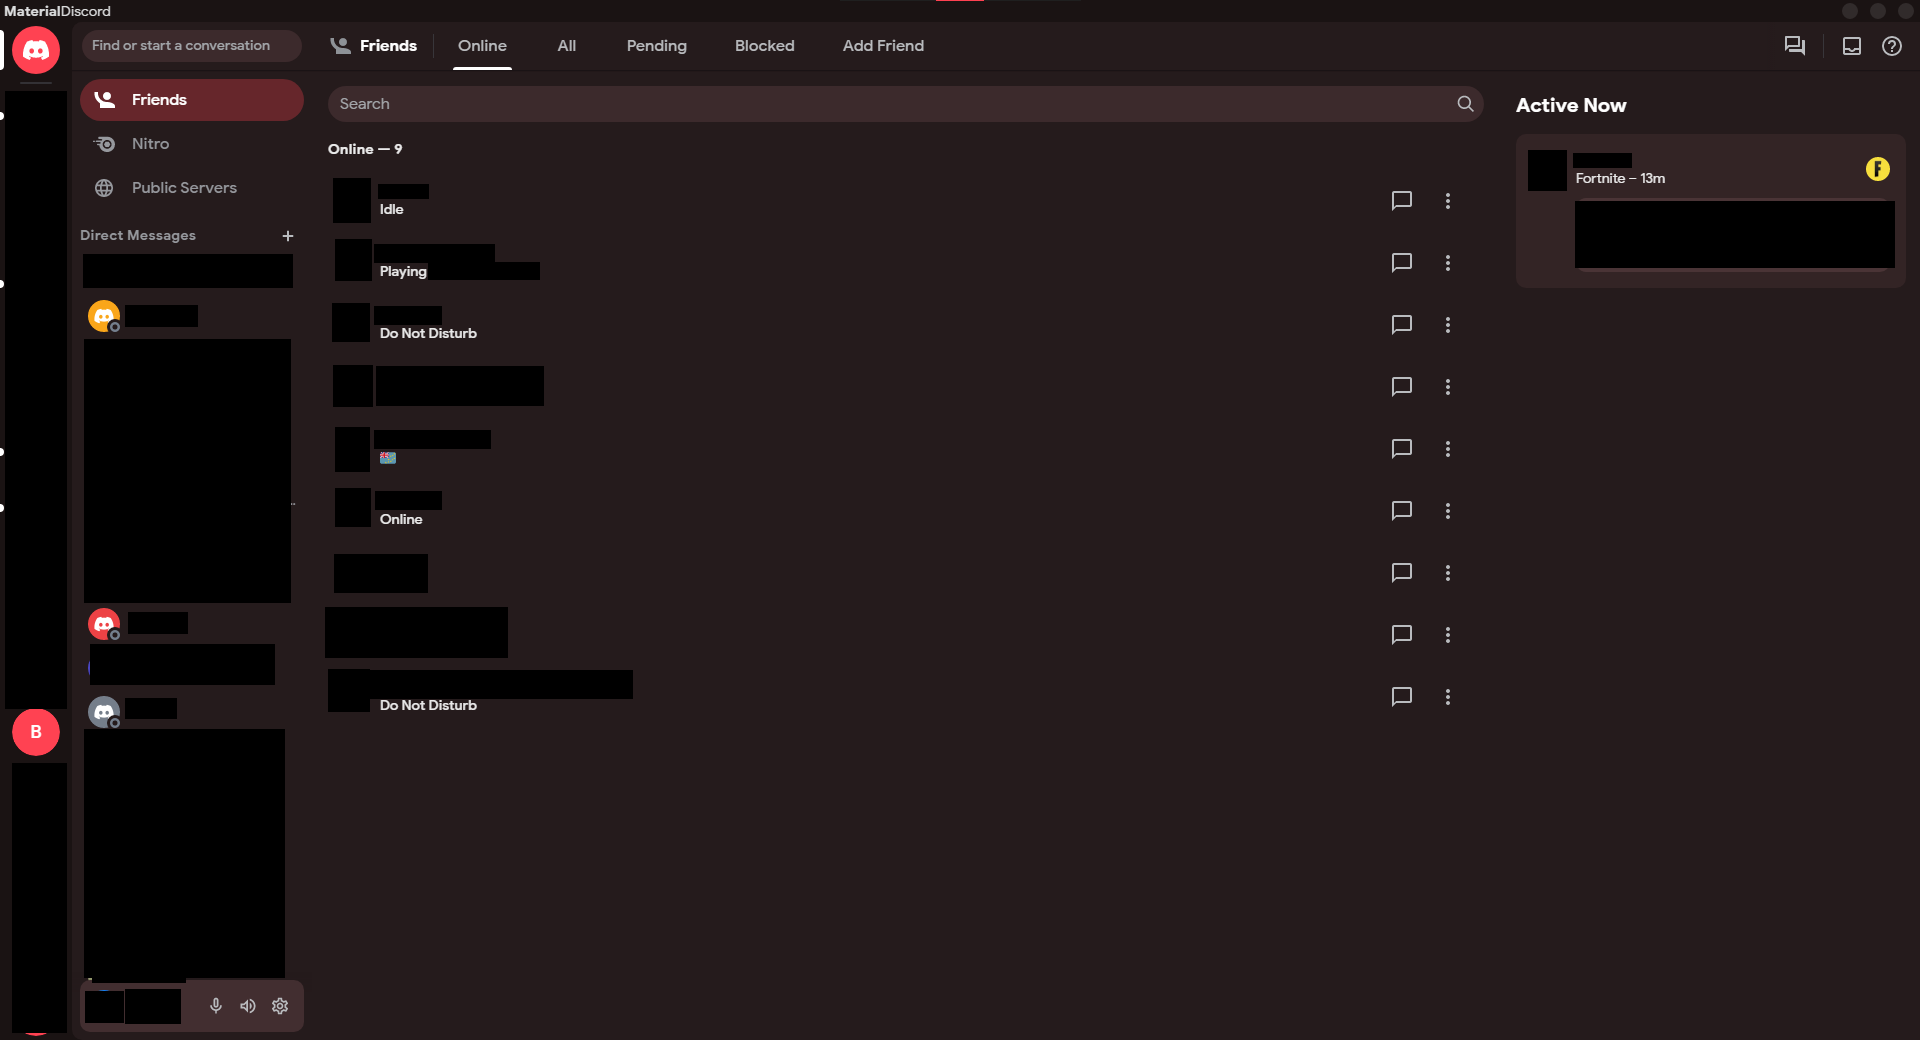 MaterialDiscord
Find or start a conversation
Friends
Online
All
Pending
Blocked
Add Friend
Friends
Nitro
Public Servers
Direct Messages
B
Search
Online — 9
Idle
Playing
Do Not Disturb
Online
Do Not Disturb
Active Now
Fortnite – 13m
F